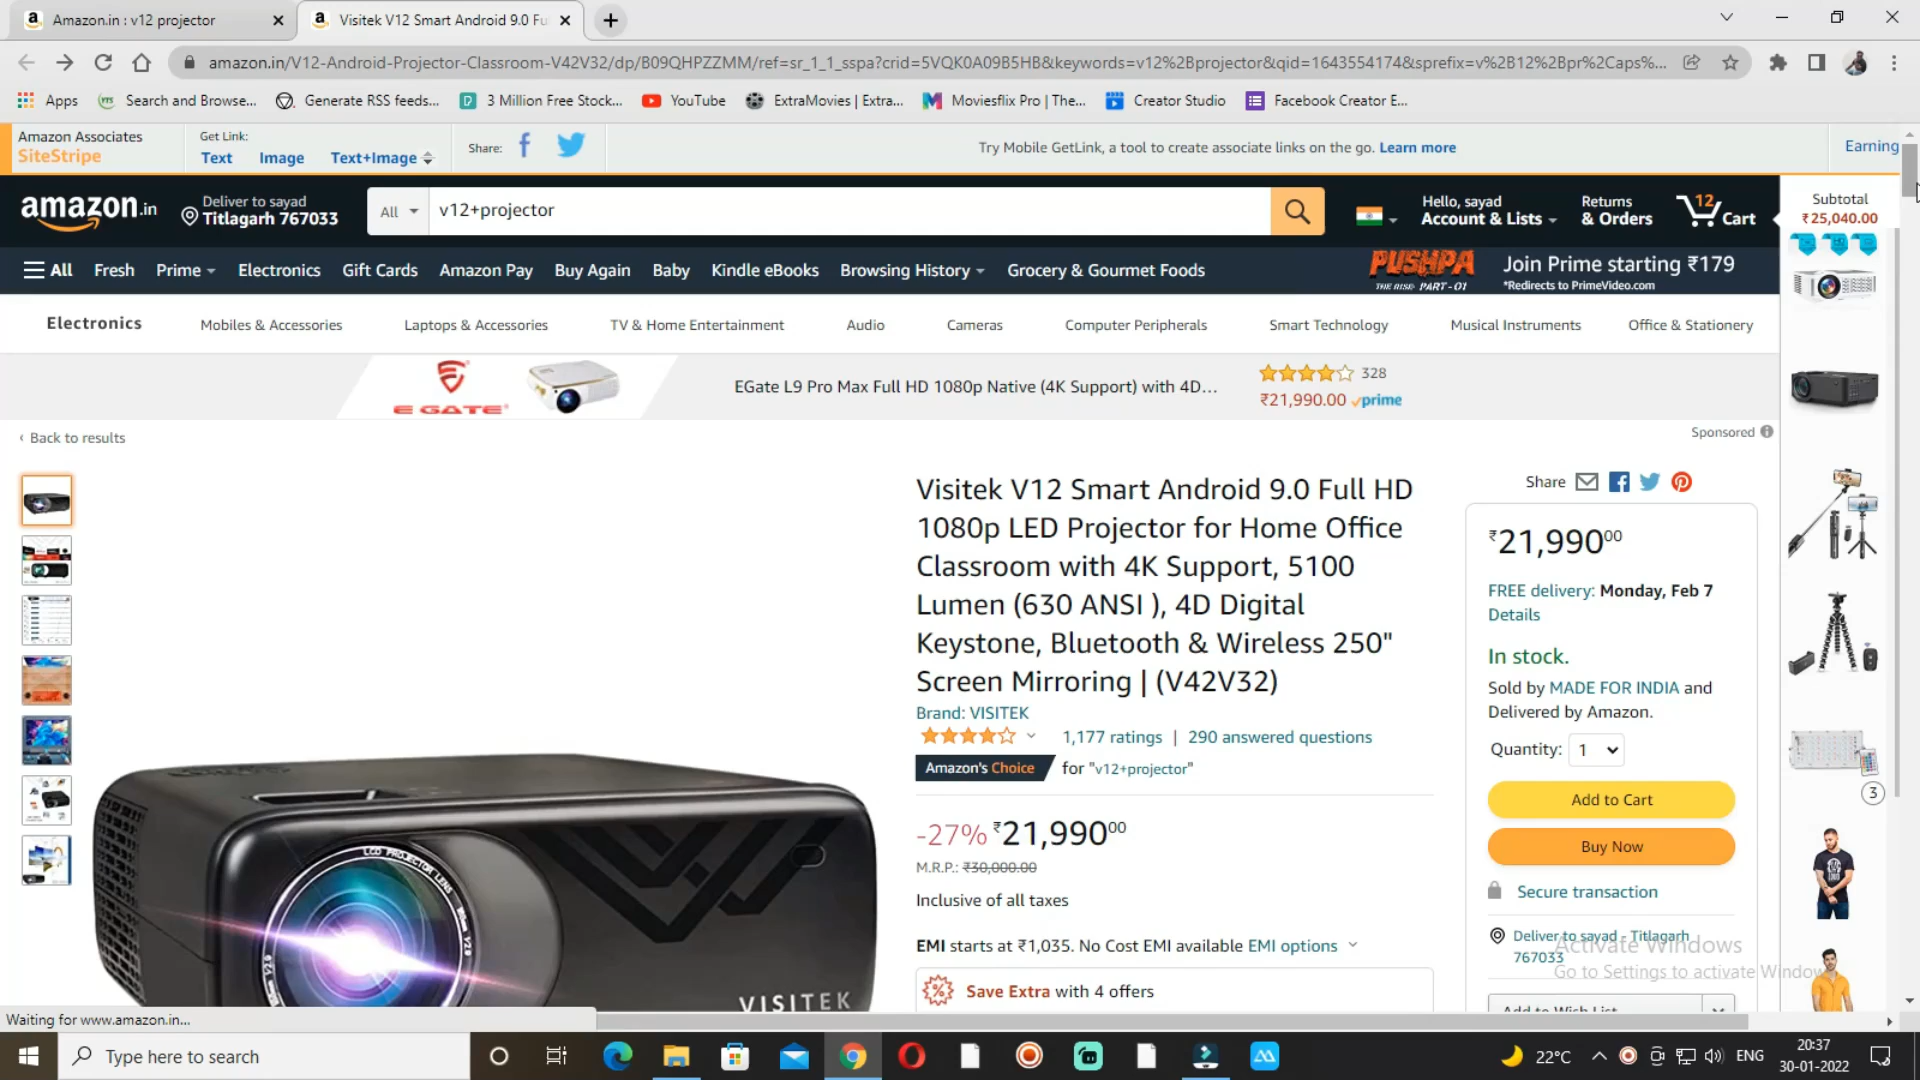 Amazon.in : v12 projector
Visitek V12 Smart Android 9.0 Fu
amazon.in/V12-Android-Projector-Classroom-V42V32/dp/B09QHPZZMM/ref=sr_1_1_sspa?crid=5VQK0A09B5HB&keywords=v12%2Bprojector&qid=1643554174&sprefix=v%2B12%2Bpr%2Caps%...
Apps
Search and Browse...
Generate RSS feeds...
3 Million Free Stock...
YouTube
ExtraMovies | Extra...
Moviesflix Pro | The...
Creator Studio
Facebook Creator E...
Amazon Associates
SiteStripe
Get Link:
Text
Image
Text+Image
Share:
Try Mobile GetLink, a tool to create associate links on the go. Learn more
Earning
amazon.in
Deliver to sayad
Titlagarh 767033
All
v12+projector
Hello, sayad
Account & Lists
Returns
& Orders
12
Cart
Subtotal
₹25,040.00
All
Fresh
Prime
Electronics
Gift Cards
Amazon Pay
Buy Again
Baby
Kindle eBooks
Browsing History
Grocery & Gourmet Foods
PUSHPA
THE RISE PART-01
Join Prime starting ₹179
*Redirects to PrimeVideo.com
Electronics
Mobiles & Accessories
Laptops & Accessories
TV & Home Entertainment
Audio
Cameras
Computer Peripherals
Smart Technology
Musical Instruments
Office & Stationery
E GATE
EGate L9 Pro Max Full HD 1080p Native (4K Support) with 4D...
328
₹21,990.00 prime
Sponsored
‹ Back to results
Visitek V12 Smart Android 9.0 Full HD
1080p LED Projector for Home Office
Classroom with 4K Support, 5100
Lumen (630 ANSI ), 4D Digital
Keystone, Bluetooth & Wireless 250"
Screen Mirroring | (V42V32)
Brand: VISITEK
1,177 ratings | 290 answered questions
Amazon's Choice for "v12+projector"
-27% ₹21,99000
M.R.P.: ₹30,000.00
Inclusive of all taxes
EMI starts at ₹1,035. No Cost EMI available EMI options
Save Extra with 4 offers
LCD PROJECTOR LENS
VISITEK
Share
₹21,99000
FREE delivery: Monday, Feb 7
Details
In stock.
Sold by MADE FOR INDIA and
Delivered by Amazon.
Quantity: 1
Add to Cart
Buy Now
Secure transaction
Deliver to sayad - Titlagarh
767033
Add to Wish List
3
Activate Windows
Go to Settings to activate Windows
Waiting for www.amazon.in...
Type here to search
22°C
ENG
20:37
30-01-2022